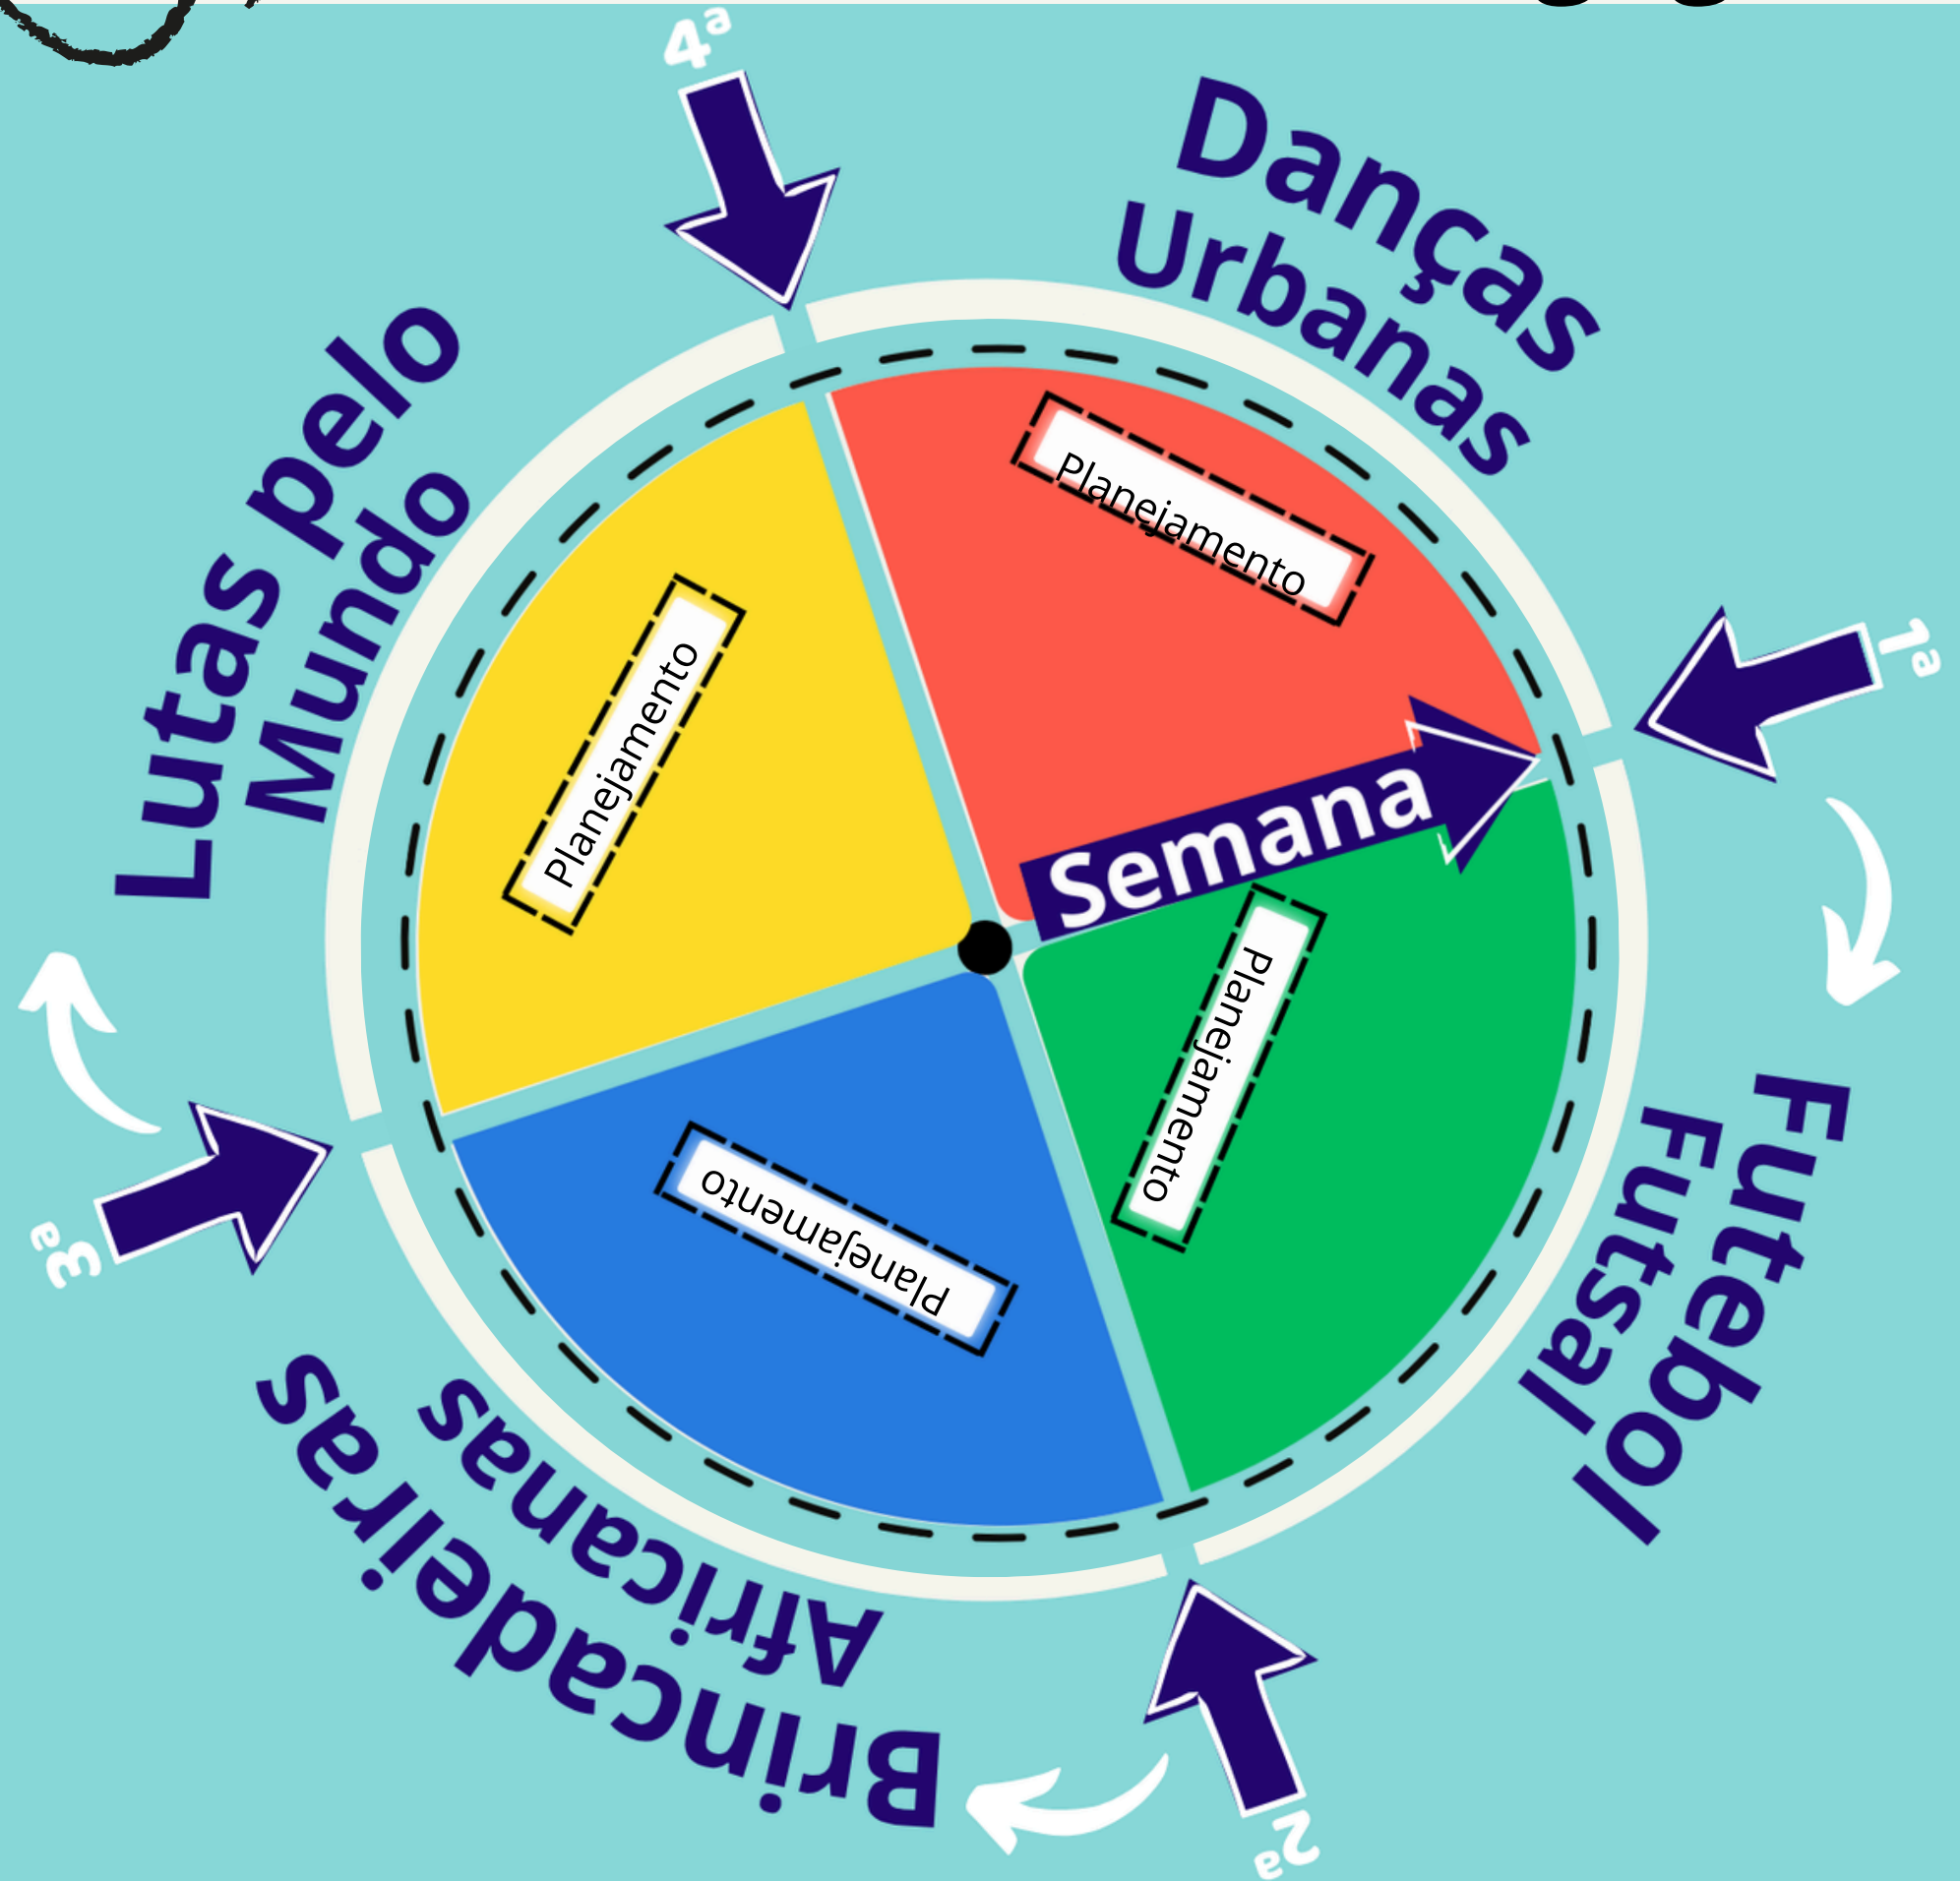 4ª
Danças
Urbanas
Planejamento
1ª
Semana
Futebol
Futsal
Planejamento
2ª
Brincadeiras
Africanas
Planejamento
3ª
Lutas pelo
Mundo
Planejamento